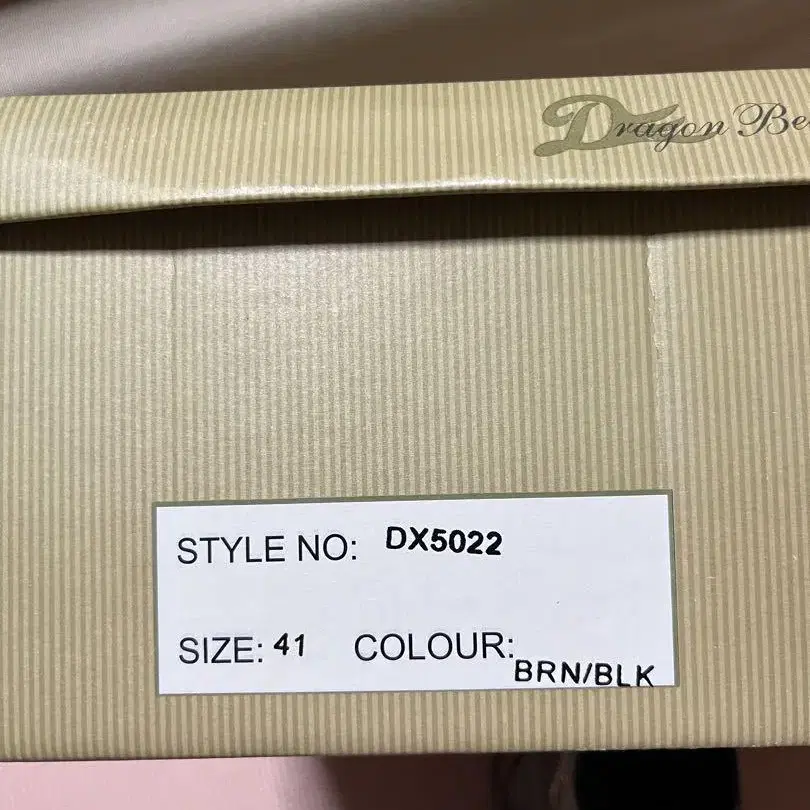 Dragon
STYLE NO: DX5022
SIZE: 41 COLOUR: BRN/BLK